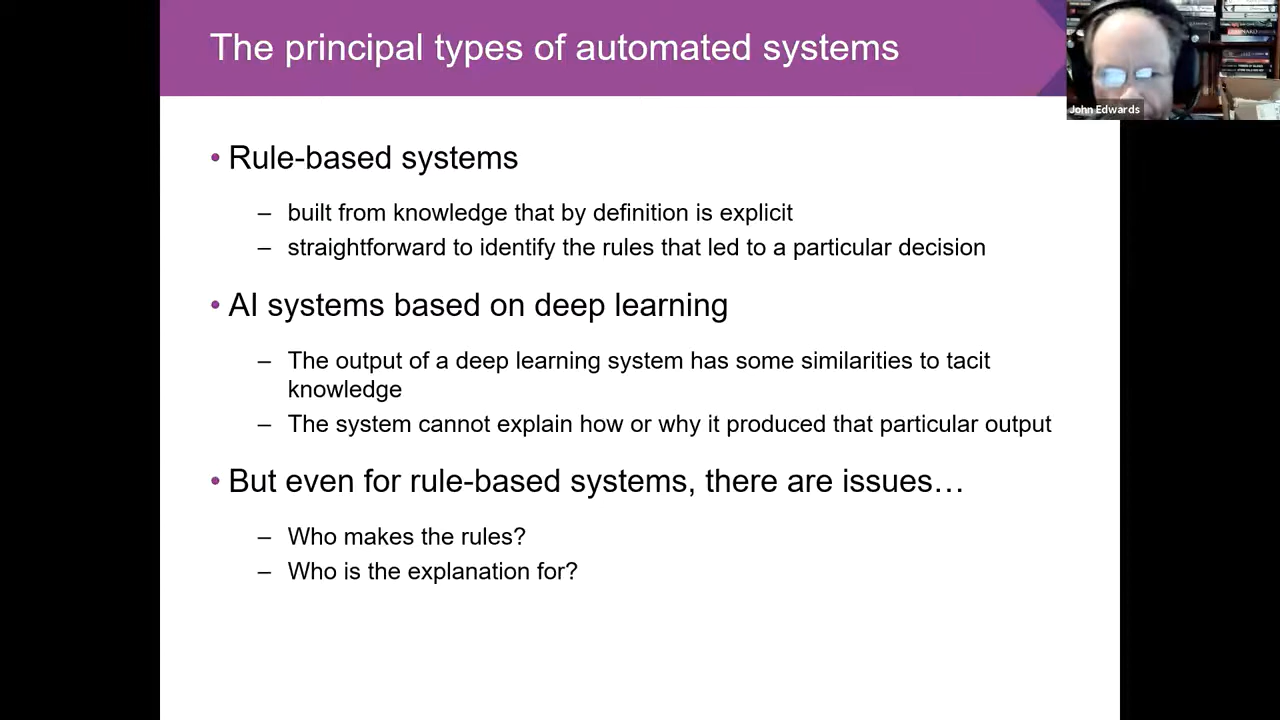 The principal types of automated systems
John Edwards
• Rule-based systems
– built from knowledge that by definition is explicit
– straightforward to identify the rules that led to a particular decision
• AI systems based on deep learning
– The output of a deep learning system has some similarities to tacit
knowledge
– The system cannot explain how or why it produced that particular output
• But even for rule-based systems, there are issues…
– Who makes the rules?
– Who is the explanation for?